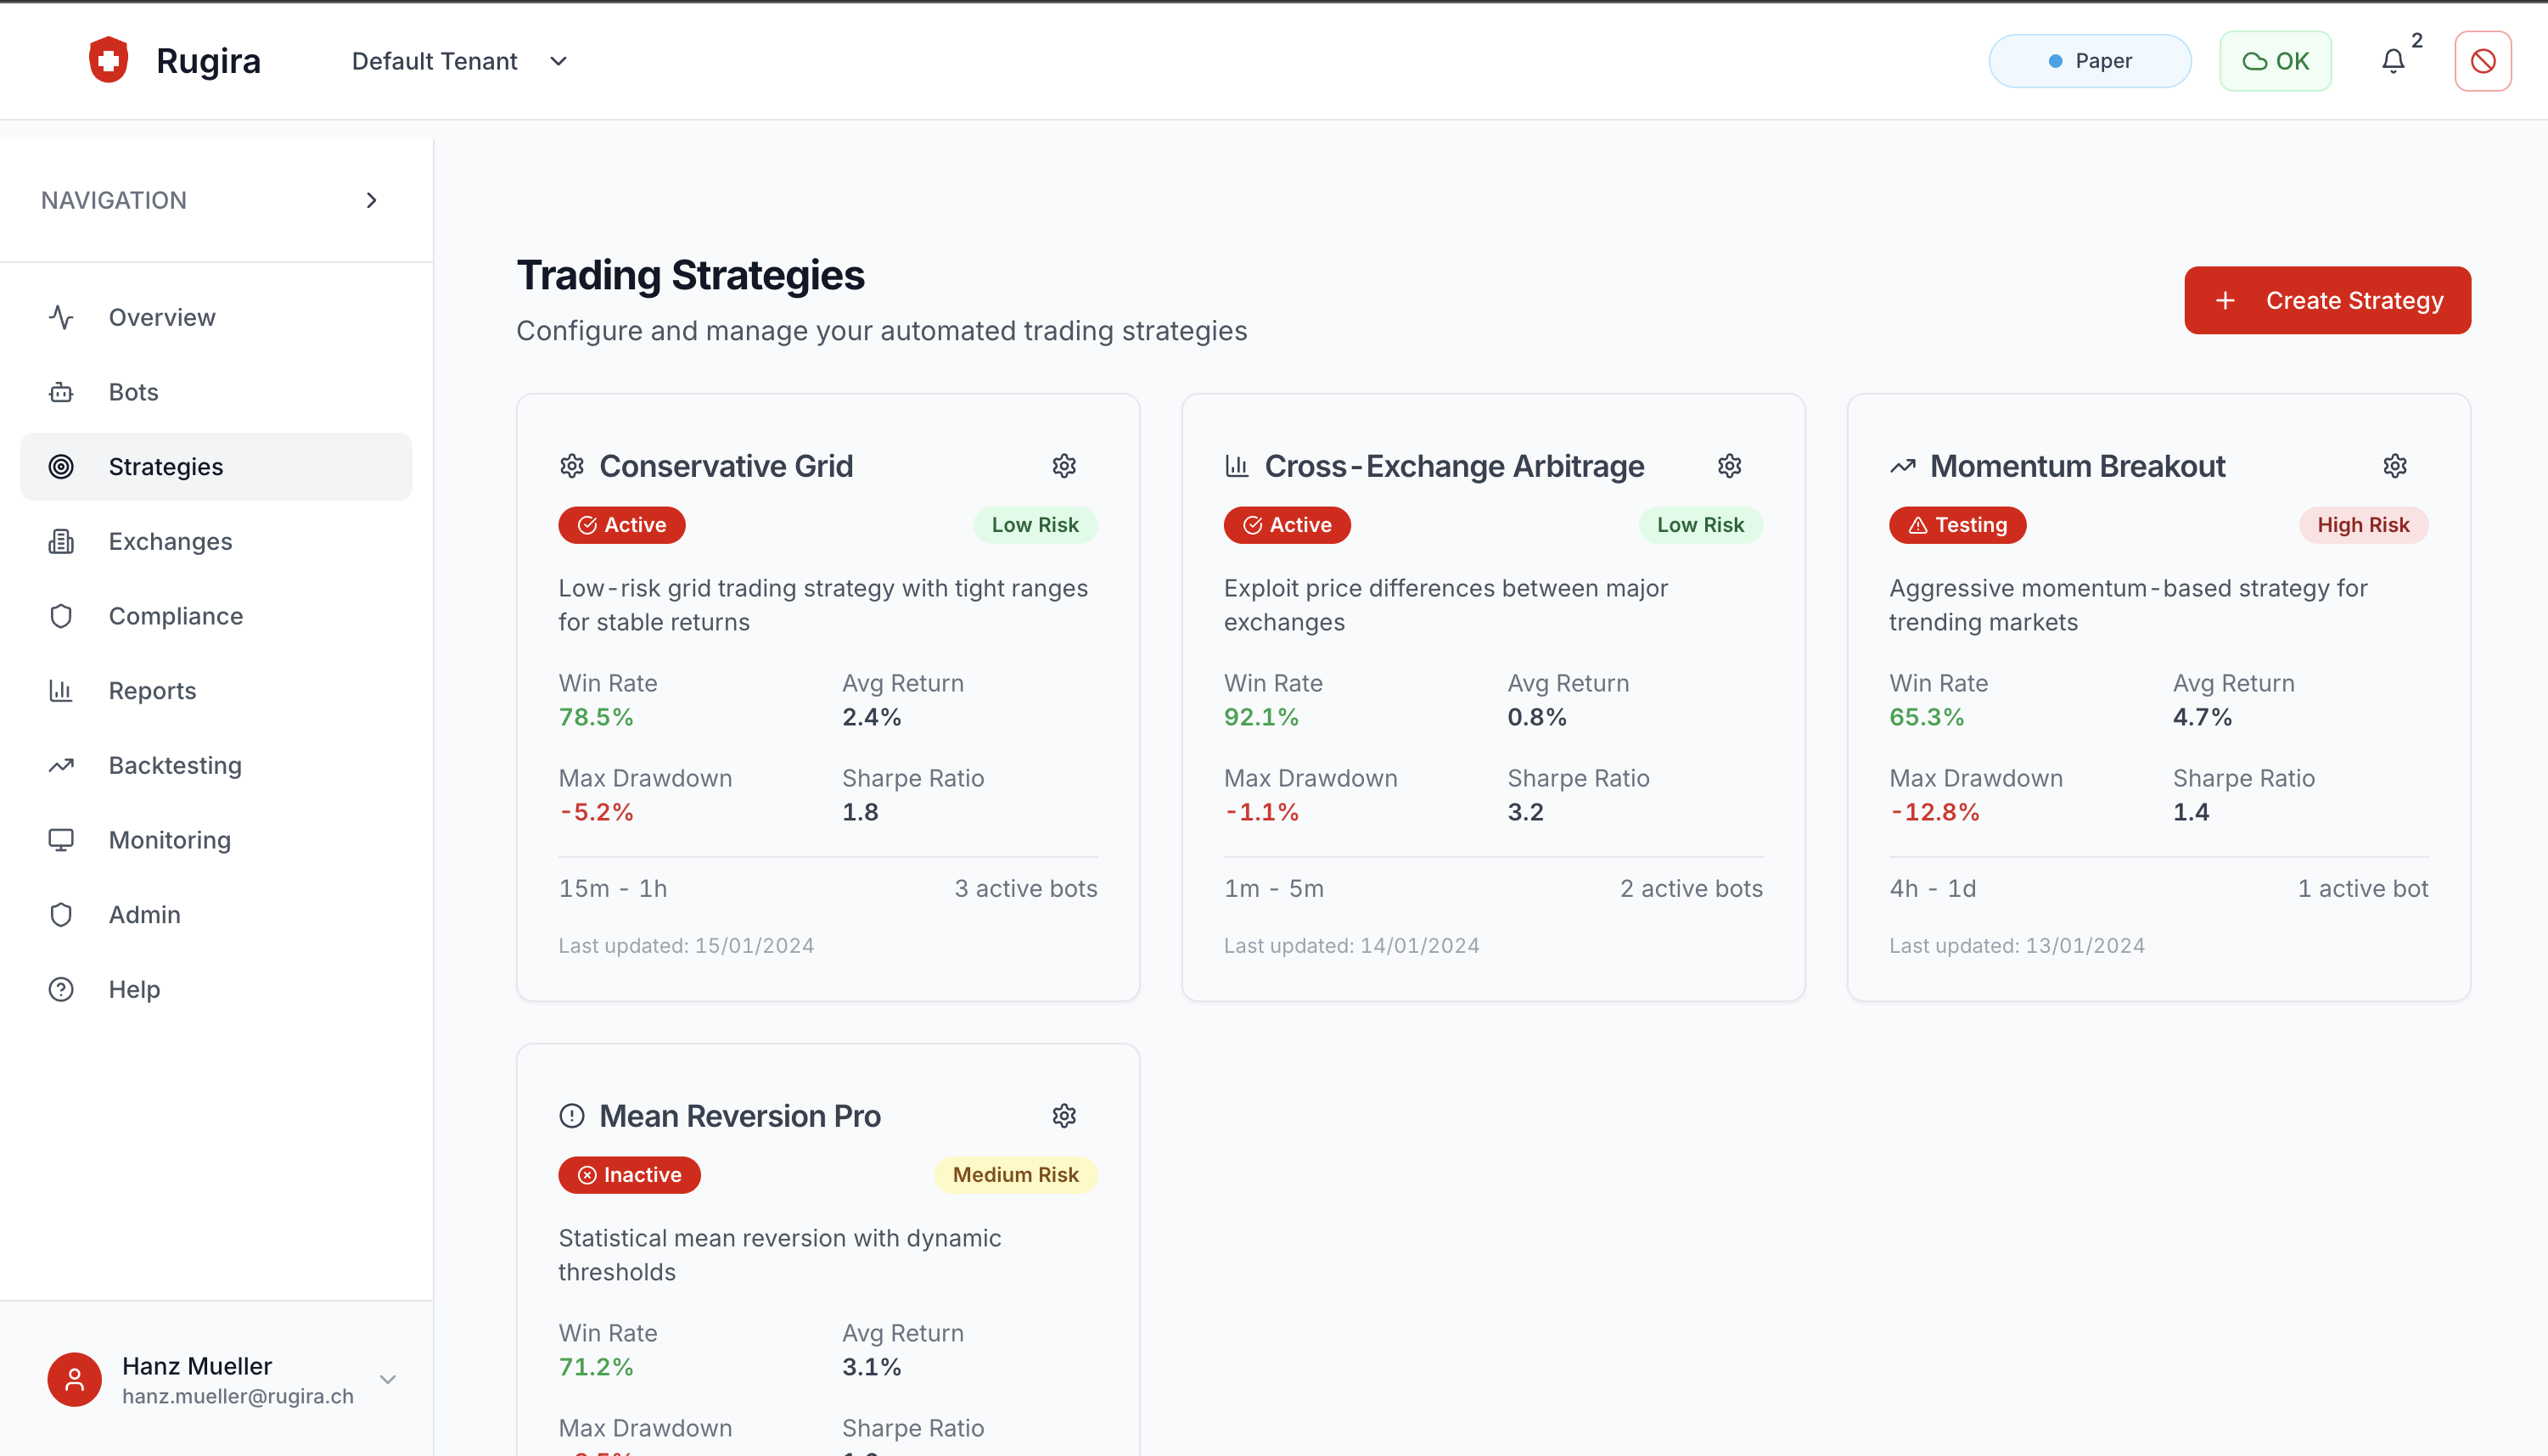 Rugira
Default Tenant
Paper
OK
2
NAVIGATION
Overview
Bots
Strategies
Exchanges
Compliance
Reports
Backtesting
Monitoring
Admin
Help
Hanz Mueller
hanz.mueller@rugira.ch
Trading Strategies
Configure and manage your automated trading strategies
Create Strategy
Conservative Grid
Active
Low Risk
Low-risk grid trading strategy with tight ranges
for stable returns
Win Rate
Avg Return
78.5%
2.4%
Max Drawdown
Sharpe Ratio
-5.2%
1.8
15m - 1h
3 active bots
Last updated: 15/01/2024
Cross-Exchange Arbitrage
Active
Low Risk
Exploit price differences between major
exchanges
Win Rate
Avg Return
92.1%
0.8%
Max Drawdown
Sharpe Ratio
-1.1%
3.2
1m - 5m
2 active bots
Last updated: 14/01/2024
Momentum Breakout
Testing
High Risk
Aggressive momentum-based strategy for
trending markets
Win Rate
Avg Return
65.3%
4.7%
Max Drawdown
Sharpe Ratio
-12.8%
1.4
4h - 1d
1 active bot
Last updated: 13/01/2024
Mean Reversion Pro
Inactive
Medium Risk
Statistical mean reversion with dynamic
thresholds
Win Rate
Avg Return
71.2%
3.1%
Max Drawdown
Sharpe Ratio